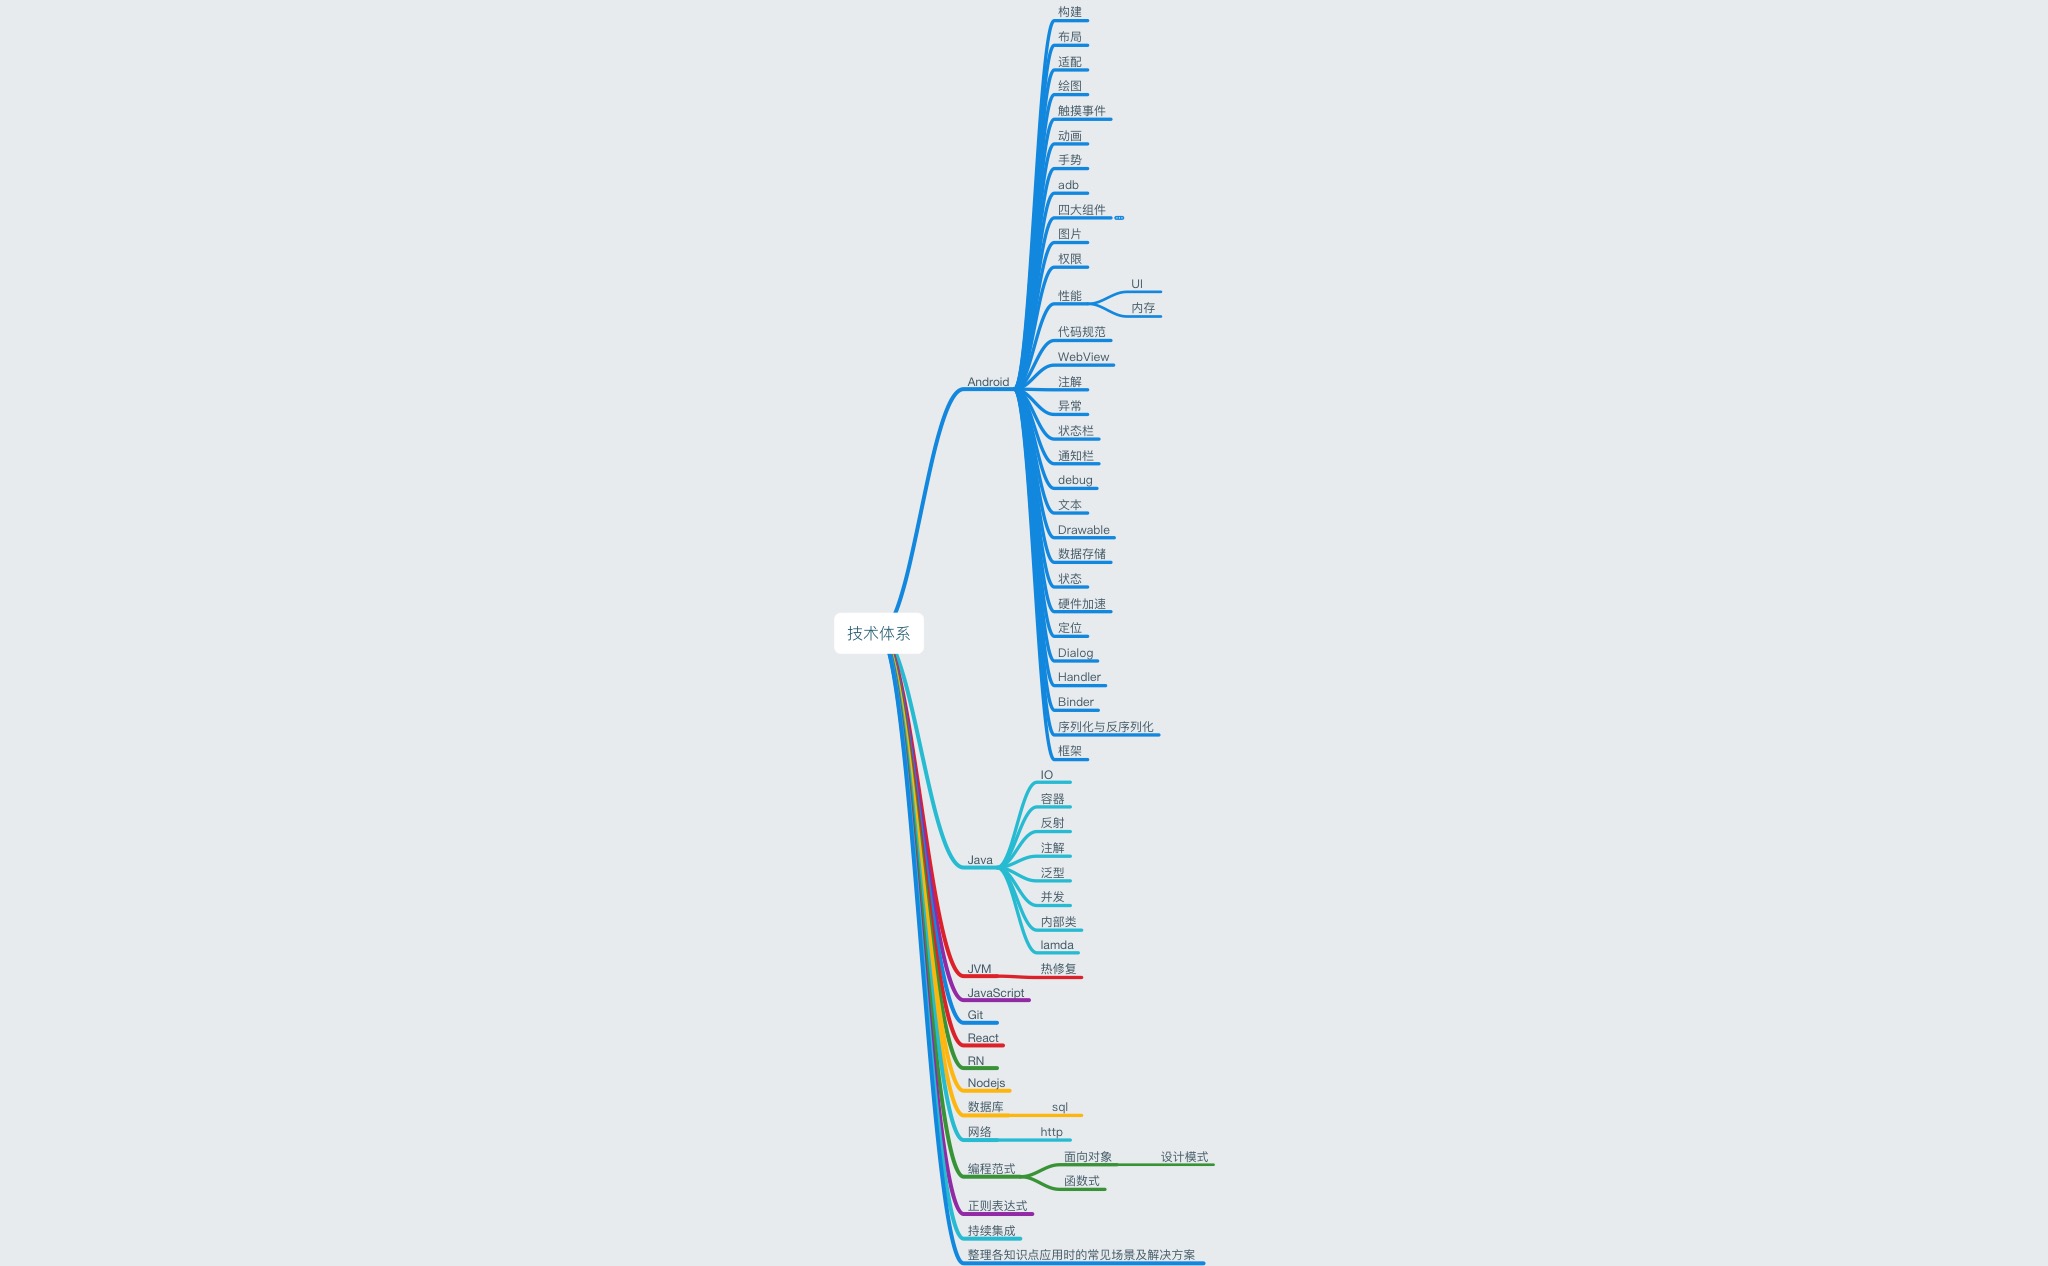 技术体系
Android
构建
布局
适配
绘图
触摸事件
动画
手势
adb
四大组件
图片
权限
性能
UI
内存
代码规范
WebView
注解
异常
状态栏
通知栏
debug
文本
Drawable
数据存储
状态
硬件加速
定位
Dialog
Handler
Binder
序列化与反序列化
框架
Java
IO
容器
反射
注解
泛型
并发
内部类
lamda
JVM
热修复
JavaScript
Git
React
RN
Nodejs
数据库
sql
网络
http
编程范式
面向对象
设计模式
函数式
正则表达式
持续集成
整理各知识点应用时的常见场景及解决方案